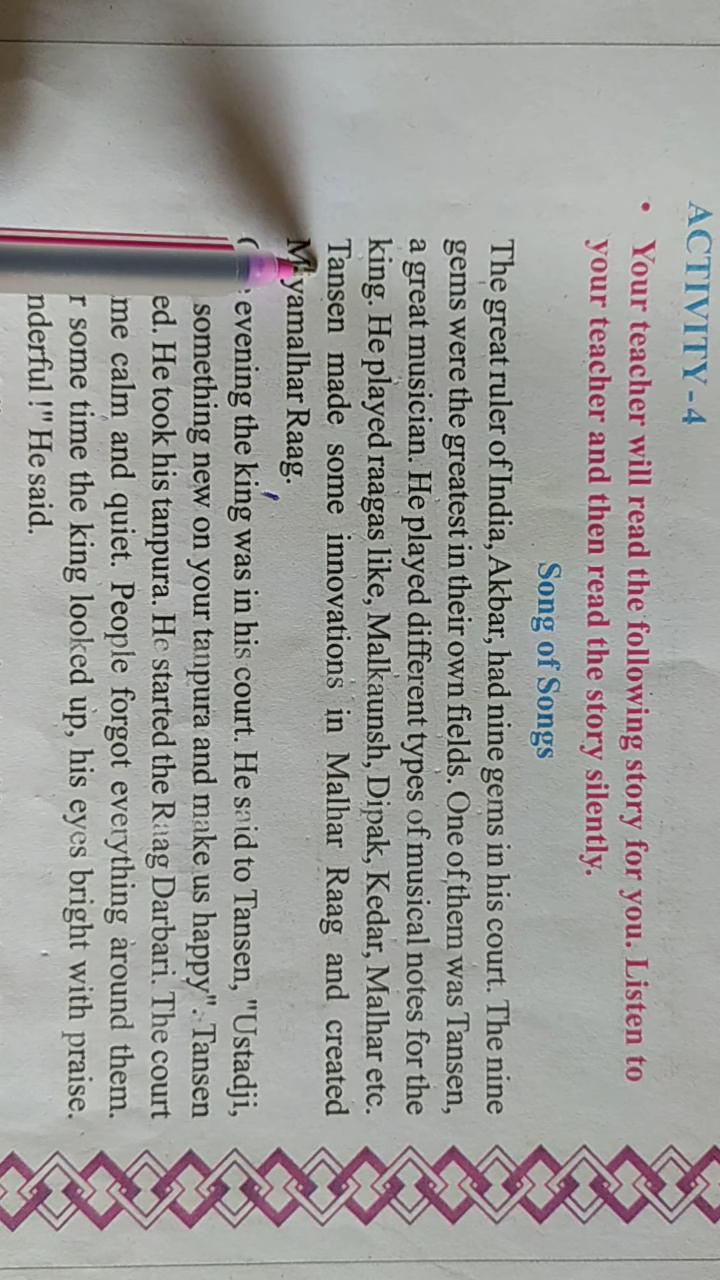 ACTIVITY - 4
• Your teacher will read the following story for you. Listen to
your teacher and then read the story silently.
Song of Songs
The great ruler of India, Akbar, had nine gems in his court. The nine
gems were the greatest in their own fields. One of them was Tansen,
a great musician. He played different types of musical notes for the
king. He played raagas like, Malkaunsh, Dipak, Kedar, Malhar etc.
Tansen made some innovations in Malhar Raag and created
Miyamalhar Raag.
evening the king was in his court. He said to Tansen, "Ustadji,
something new on your tanpura and make us happy". Tansen
ed. He took his tanpura. He started the Raag Darbari. The court
me calm and quiet. People forgot everything around them.
r some time the king looked up, his eyes bright with praise.
nderful !" He said.